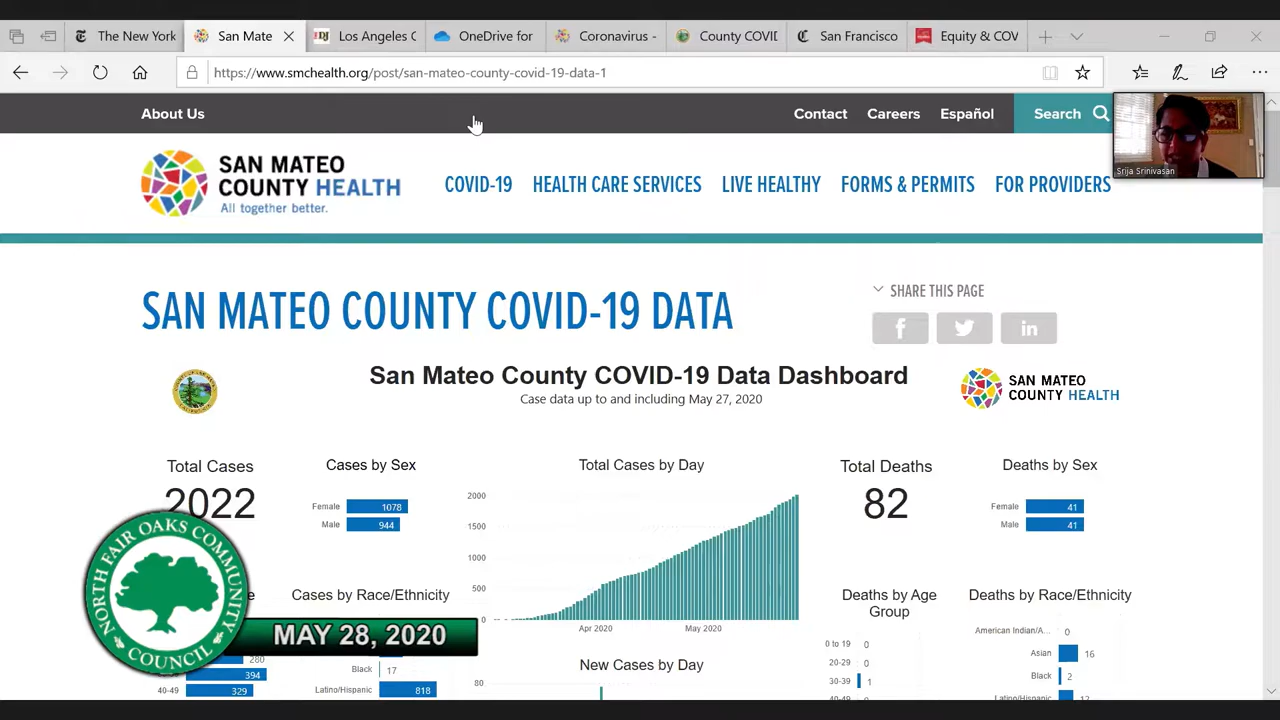 The New York
San Mate
Los Angeles C
OneDrive for
Coronavirus -
County COVID
San Francisco
Equity & COV
https://www.smchealth.org/post/san-mateo-county-covid-19-data-1
About Us
Contact
Careers
Español
Search
Srija Srinivasan
SAN MATEO
COUNTY HEALTH
All together better.
COVID-19
HEALTH CARE SERVICES
LIVE HEALTHY
FORMS & PERMITS
FOR PROVIDERS
SAN MATEO COUNTY COVID-19 DATA
SHARE THIS PAGE
San Mateo County COVID-19 Data Dashboard
Case data up to and including May 27, 2020
SAN MATEO
COUNTY HEALTH
Total Cases
2022
Cases by Sex
Female 1078
Male 944
Total Cases by Day
2000
1500
1000
500
0
Apr 2020
May 2020
Total Deaths
82
Deaths by Sex
Female 41
Male 41
Cases by Race/Ethnicity
Black 17
Latino/Hispanic 818
280
394
40-49 329
New Cases by Day
80
Deaths by Age
Group
0 to 19 0
20-29 0
30-39 1
40-49
Deaths by Race/Ethnicity
American Indian/A... 0
Asian 16
Black 2
Latino/Hispanic 12
NORTH FAIR OAKS COMMUNITY
COUNCIL
MAY 28, 2020